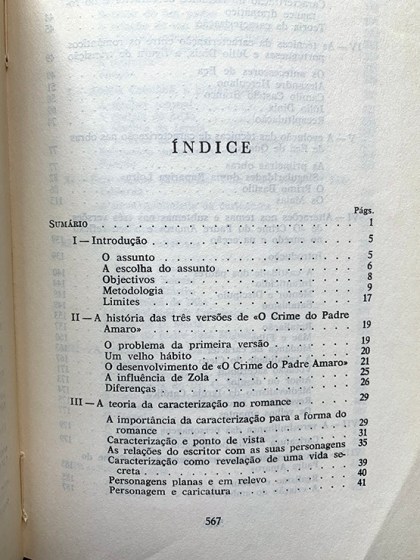 ÍNDICE
Págs.
SUMÁRIO . . . . . . . . . . . . . . . 1
I — Introdução . . . . . . . . . . . . . 5
O assunto . . . . . . . . . . . . . 5
A escolha do assunto . . . . . . . . . 6
Objectivos . . . . . . . . . . . . . 8
Metodologia . . . . . . . . . . . . 9
Limites . . . . . . . . . . . . . . 17
II — A história das três versões de «O Crime do Padre
Amaro» . . . . . . . . . . . . . . 19
O problema da primeira versão . . . . . 19
Um velho hábito . . . . . . . . . . . 20
O desenvolvimento de «O Crime do Padre Amaro» 21
A influência de Zola . . . . . . . . . 25
Diferenças . . . . . . . . . . . . . 26
III — A teoria da caracterização no romance . . . . 29
A importância da caracterização para a forma do
romance . . . . . . . . . . . . . 29
Caracterização e ponto de vista . . . . . 31
As relações do escritor com as suas personagens 35
Caracterização como revelação de uma vida se-
creta . . . . . . . . . . . . . . 39
Personagens planas e em relevo . . . . . 40
Personagem e caricatura . . . . . . . . 41
567